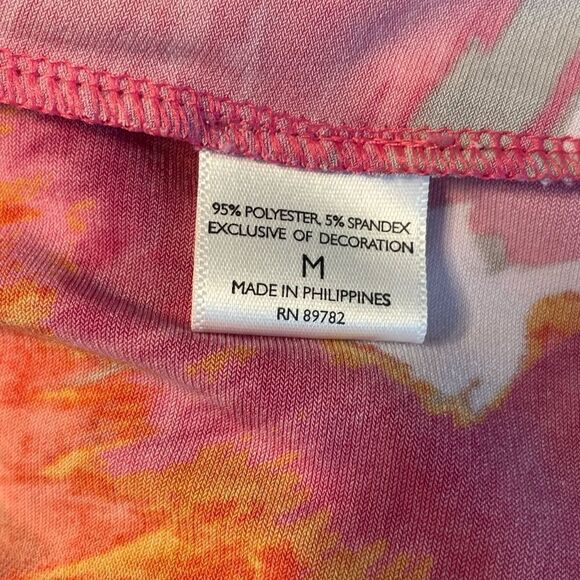 95% POLYESTER, 5% SPANDEX
EXCLUSIVE OF DECORATION
M
MADE IN PHILIPPINES
RN 89782